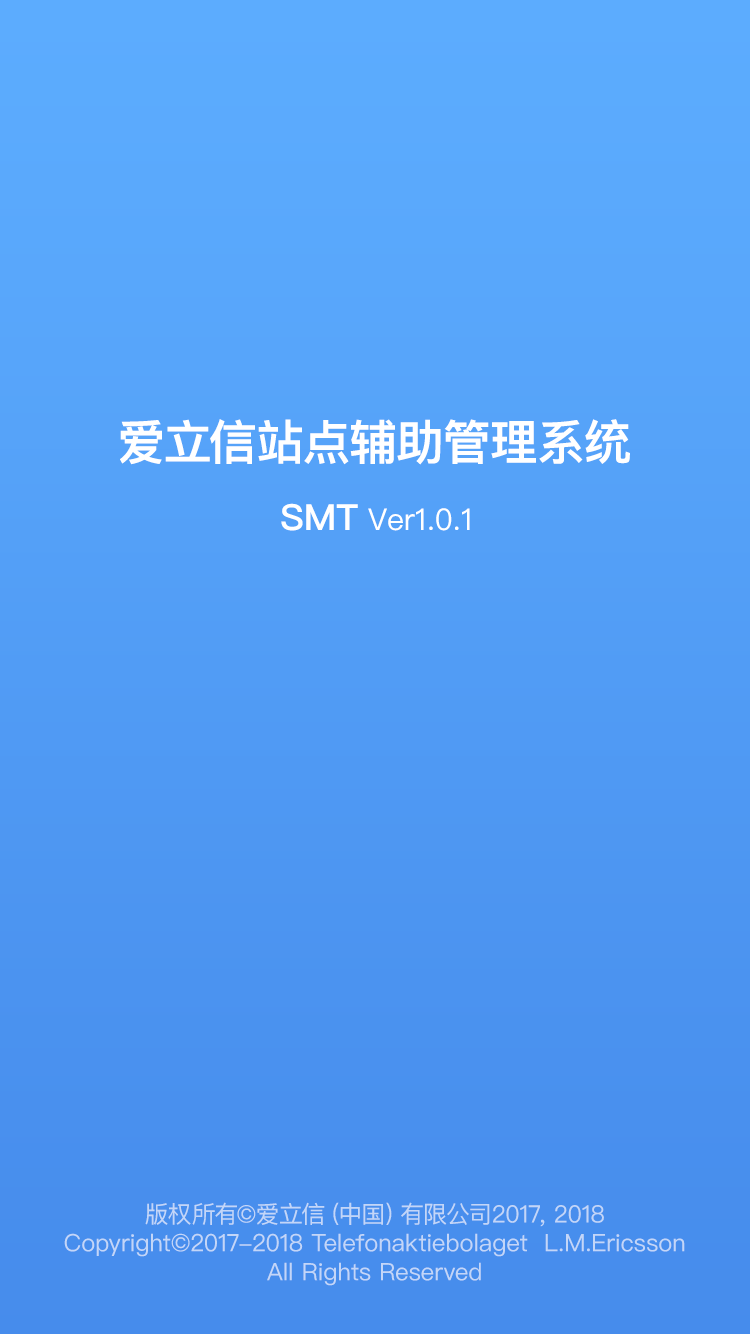 爱立信站点辅助管理系统
SMT Ver1.0.1
版权所有©爱立信 (中国) 有限公司2017, 2018
Copyright©2017–2018 Telefonaktiebolaget L.M.Ericsson
All Rights Reserved